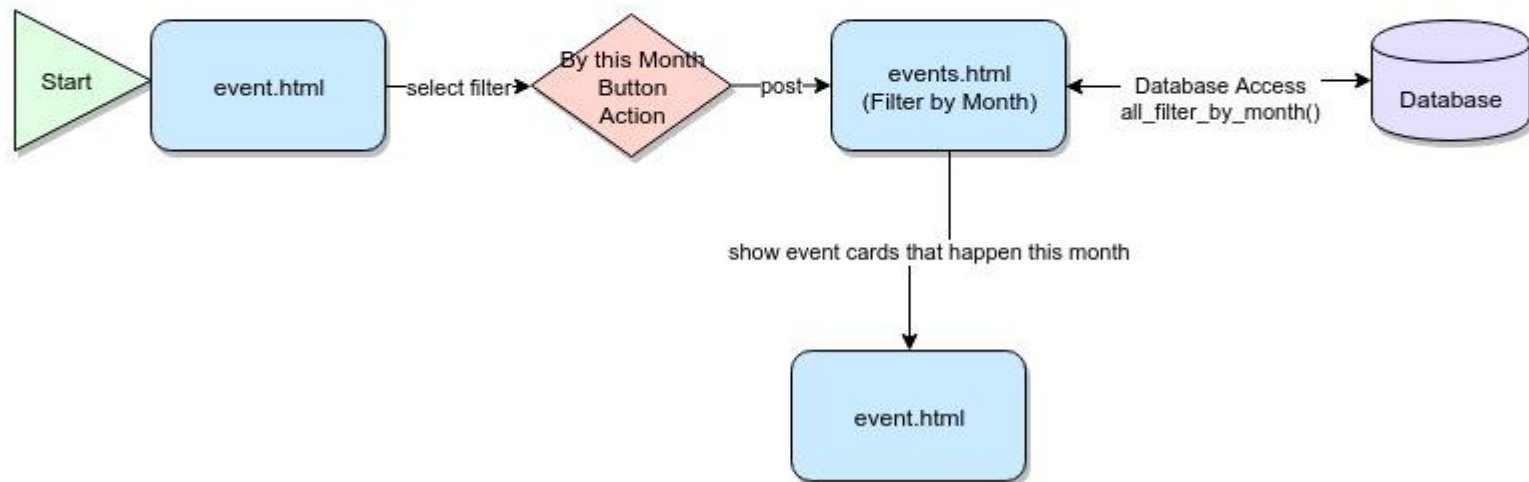 Start
event.html
select filter
By this Month
Button
Action
post
events.html
(Filter by Month)
Database Access
all_filter_by_month()
Database
show event cards that happen this month
event.html